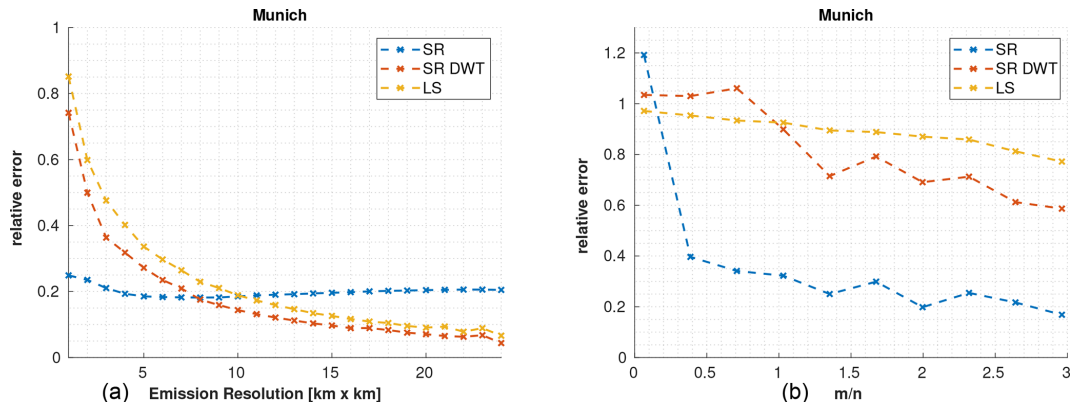 Munich
relative error
1
0.8
0.6
0.4
0.2
0
5
10
15
20
SR
SR DWT
LS
(a) Emission Resolution [km x km]
Munich
relative error
1.2
1
0.8
0.6
0.4
0.2
0
0
0.5
1
1.5
2
2.5
3
SR
SR DWT
LS
(b) m/n